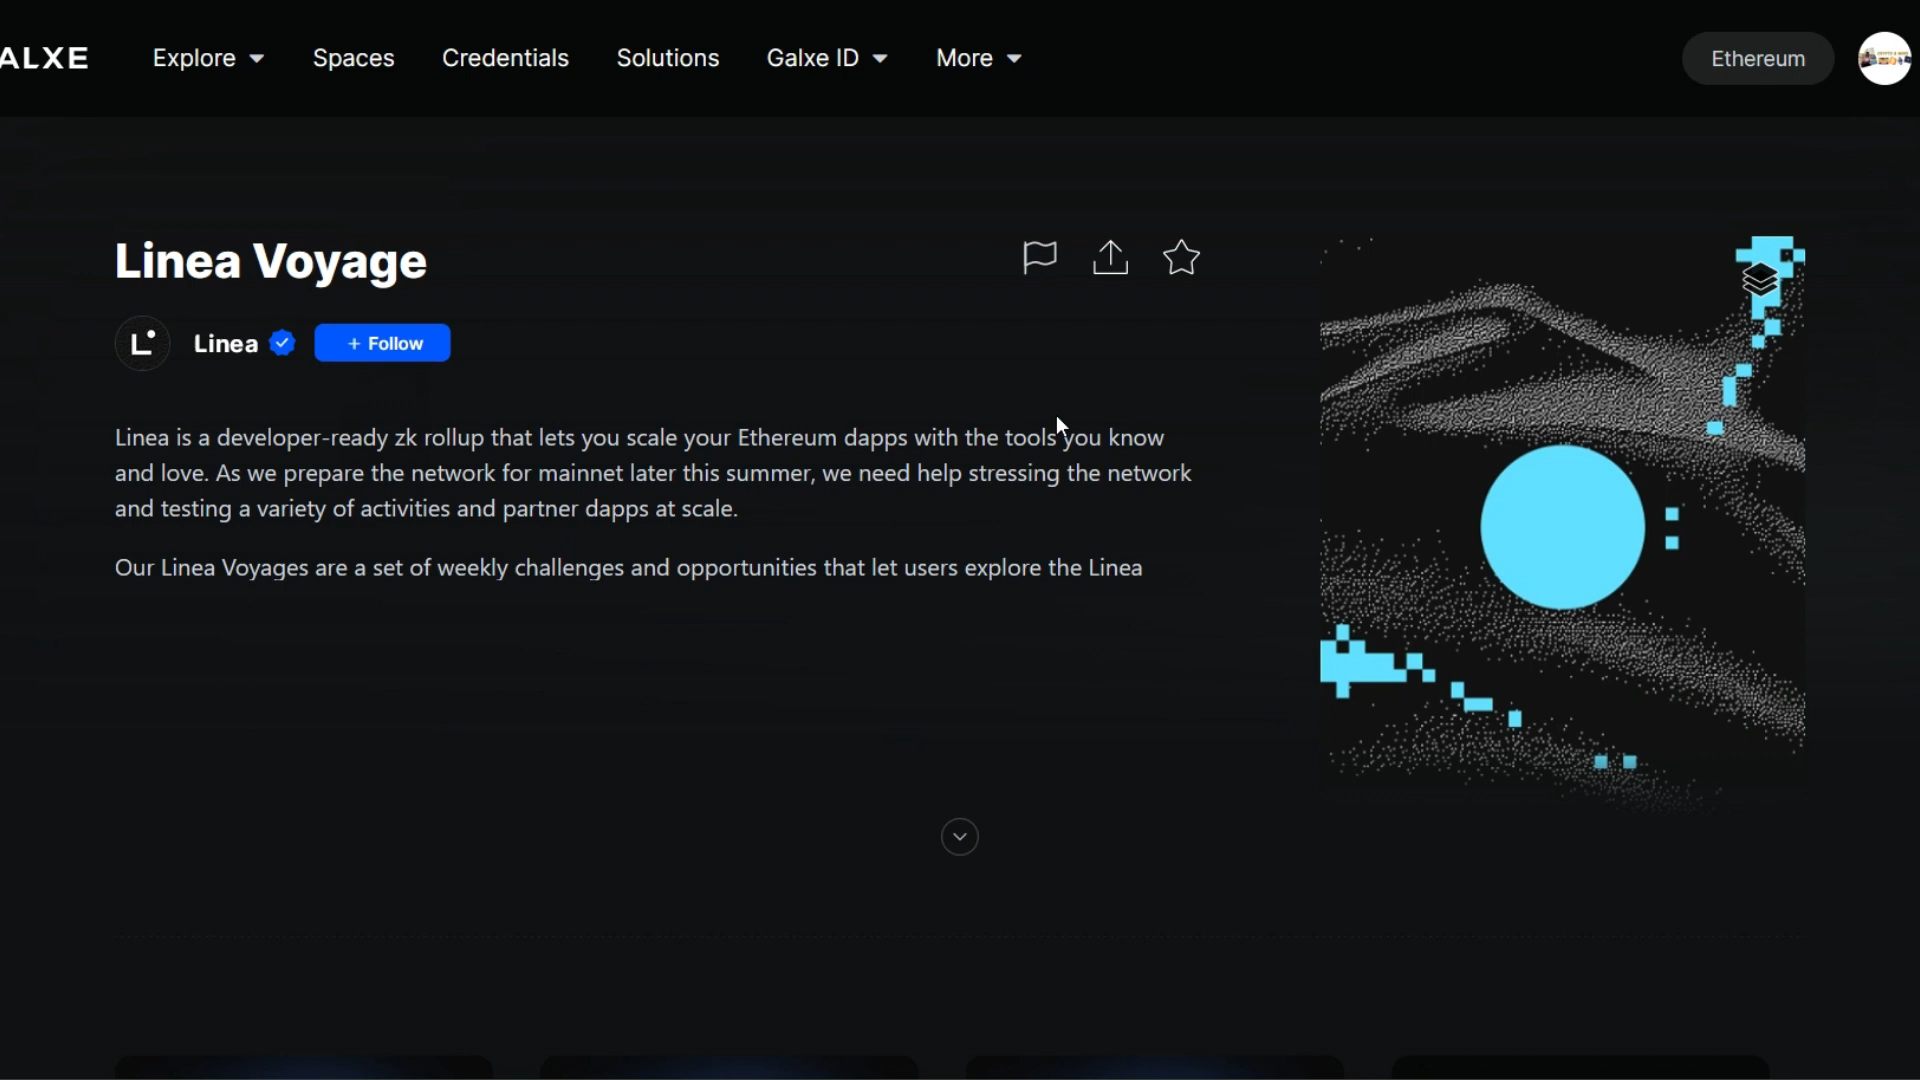 ALXE Explore Spaces Credentials Solutions Galxe ID More Ethereum
Linea Voyage
Linea + Follow
Linea is a developer-ready zk rollup that lets you scale your Ethereum dapps with the tools you know
and love. As we prepare the network for mainnet later this summer, we need help stressing the network
and testing a variety of activities and partner dapps at scale.
Our Linea Voyages are a set of weekly challenges and opportunities that let users explore the Linea